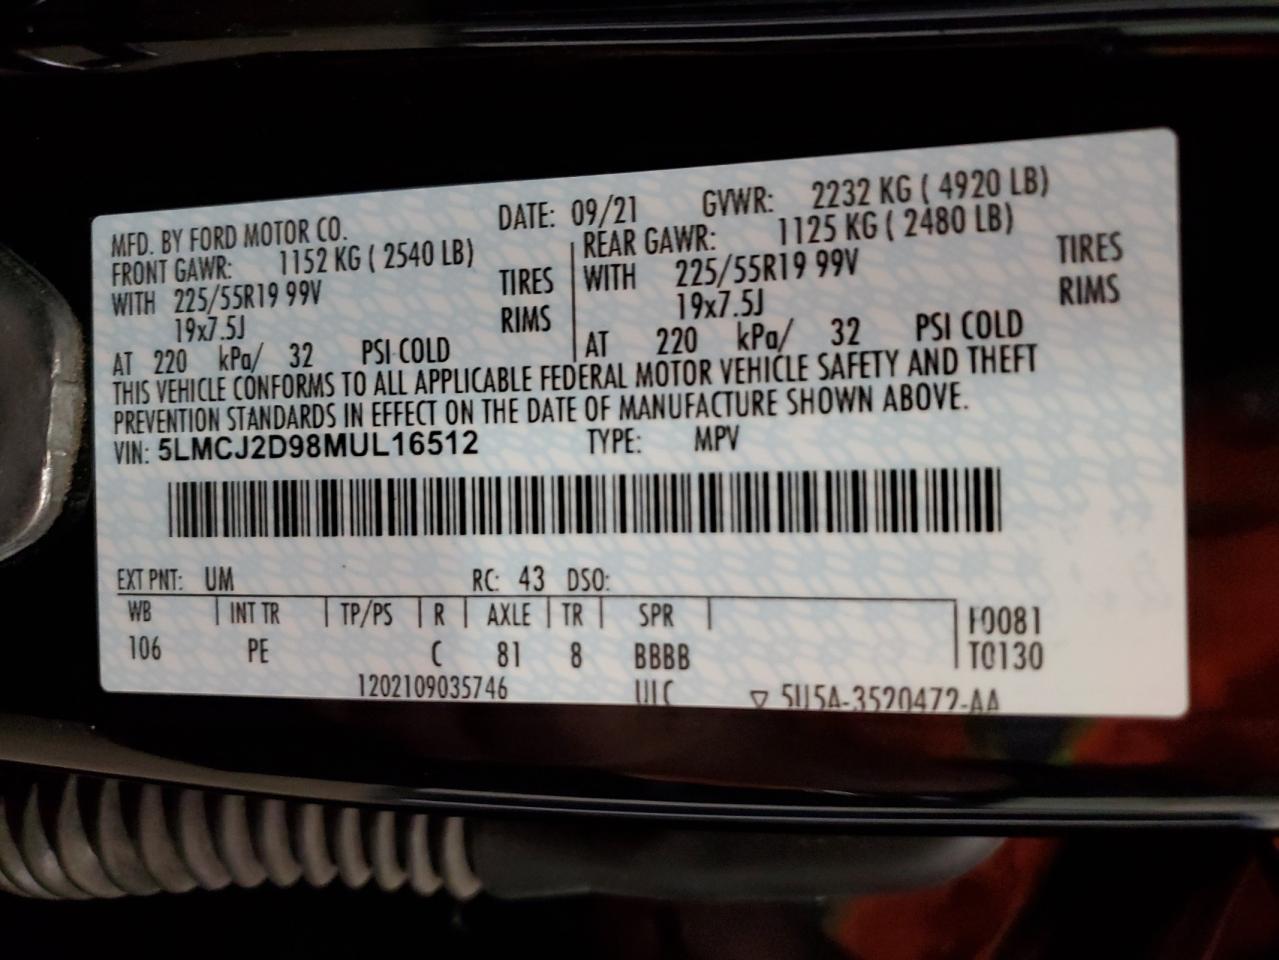 MFD. BY FORD MOTOR CO. DATE: 09/21 GVWR: 2232 KG ( 4920 LB)
FRONT GAWR: 1152 KG ( 2540 LB) REAR GAWR: 1125 KG ( 2480 LB)
WITH 225/55R19 99V TIRES WITH 225/55R19 99V TIRES
19x7.5J RIMS 19x7.5J RIMS
AT 220 kPa/ 32 PSI COLD AT 220 kPa/ 32 PSI COLD
THIS VEHICLE CONFORMS TO ALL APPLICABLE FEDERAL MOTOR VEHICLE SAFETY AND THEFT
PREVENTION STANDARDS IN EFFECT ON THE DATE OF MANUFACTURE SHOWN ABOVE.
VIN: 5LMCJ2D98MUL16512 TYPE: MPV
EXT PNT: UM RC: 43 DSO:
WB INT TR TP/PS R AXLE TR SPR F0081
106 PE C 81 8 BBBB T0130
1202109035746 ▽ 5U5A-3520472-AA